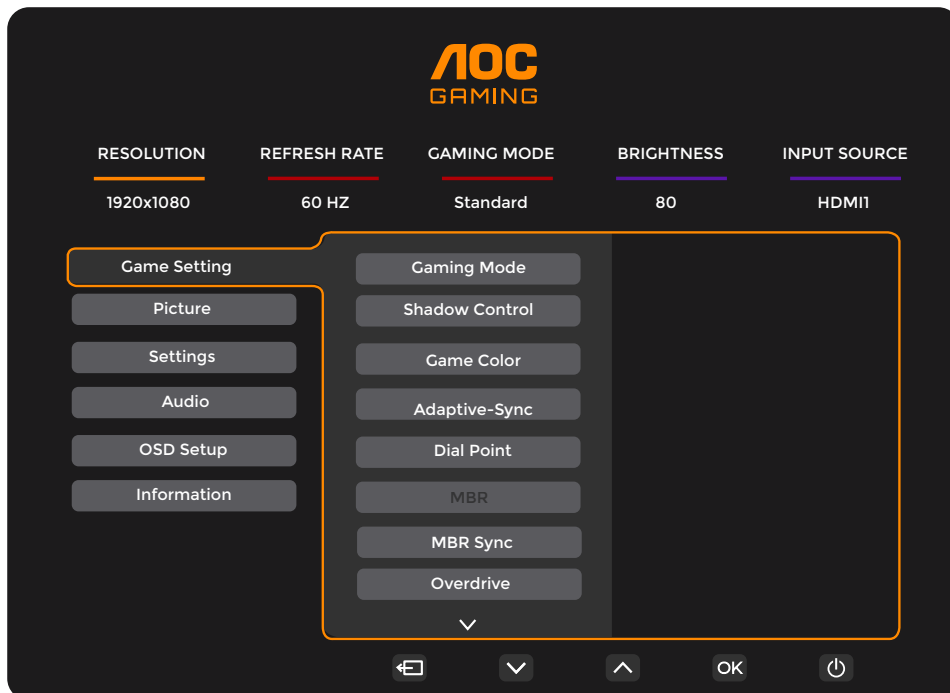 AOC
GAMING
RESOLUTION REFRESH RATE GAMING MODE BRIGHTNESS INPUT SOURCE
1920x1080 60 HZ Standard 80 HDMI1
Game Setting
Picture
Settings
Audio
OSD Setup
Information
Gaming Mode
Shadow Control
Game Color
Adaptive-Sync
Dial Point
MBR
MBR Sync
Overdrive
OK